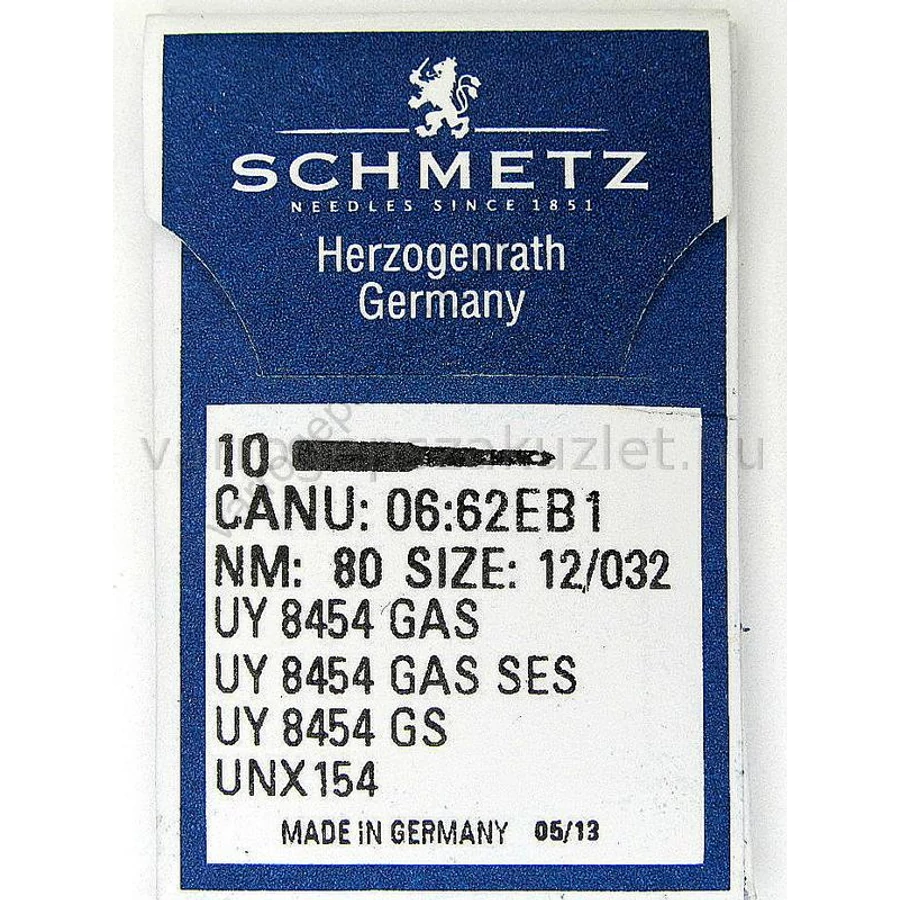 SCHMETZ
NEEDLES SINCE 1851
Herzogenrath
Germany
10
CANU: 06:62EB1
NM: 80 SIZE: 12/032
UY 8454 GAS
UY 8454 GAS SES
UY 8454 GS
UNX154
MADE IN GERMANY 05/13